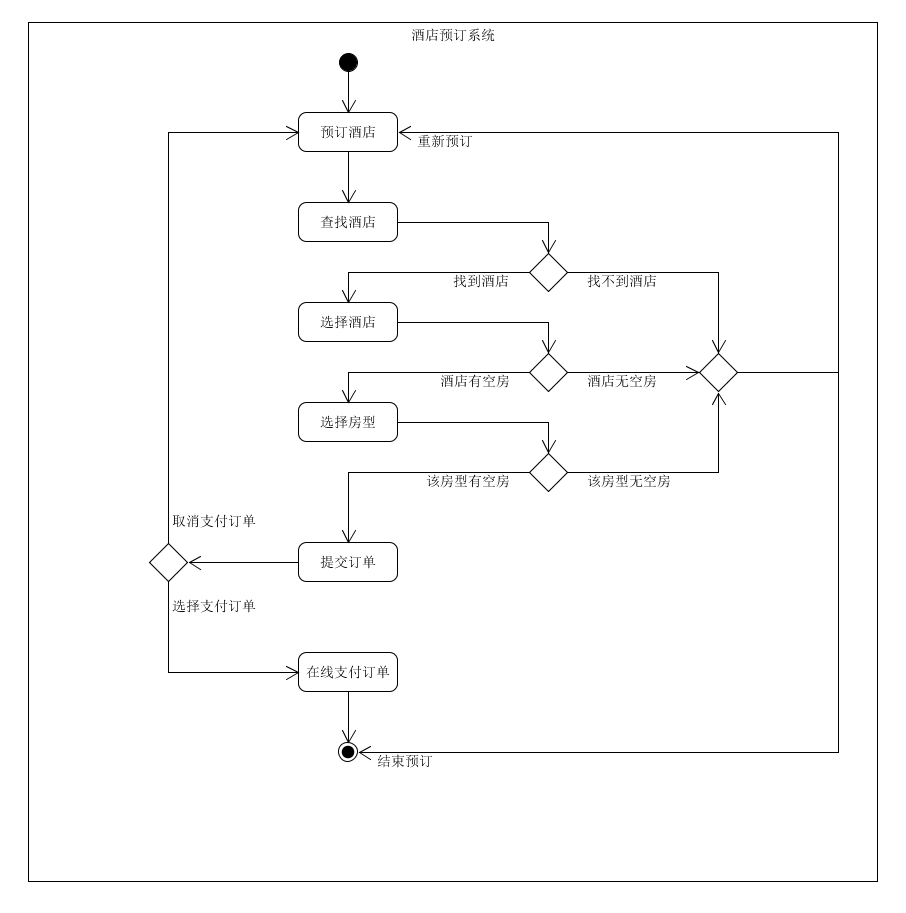 酒店预订系统
预订酒店
重新预订
查找酒店
找到酒店
找不到酒店
选择酒店
酒店有空房
酒店无空房
选择房型
该房型有空房
该房型无空房
取消支付订单
提交订单
选择支付订单
在线支付订单
结束预订